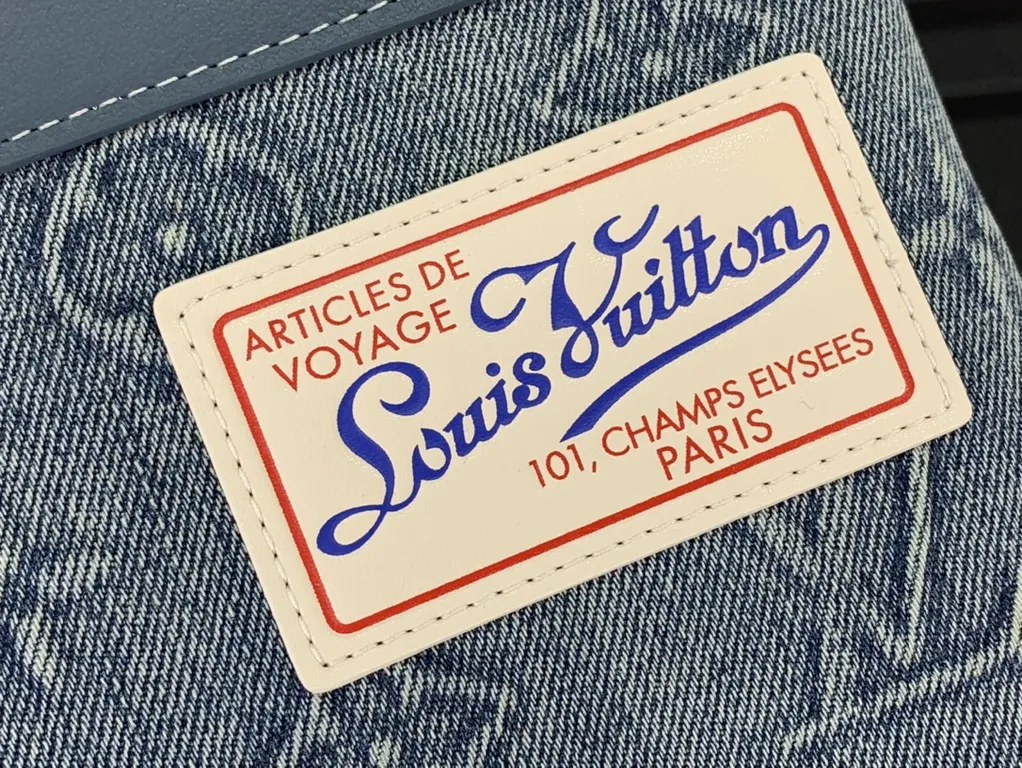 ARTICLES DE
VOYAGE
Louis Vuitton
101, CHAMPS ELYSEES
PARIS